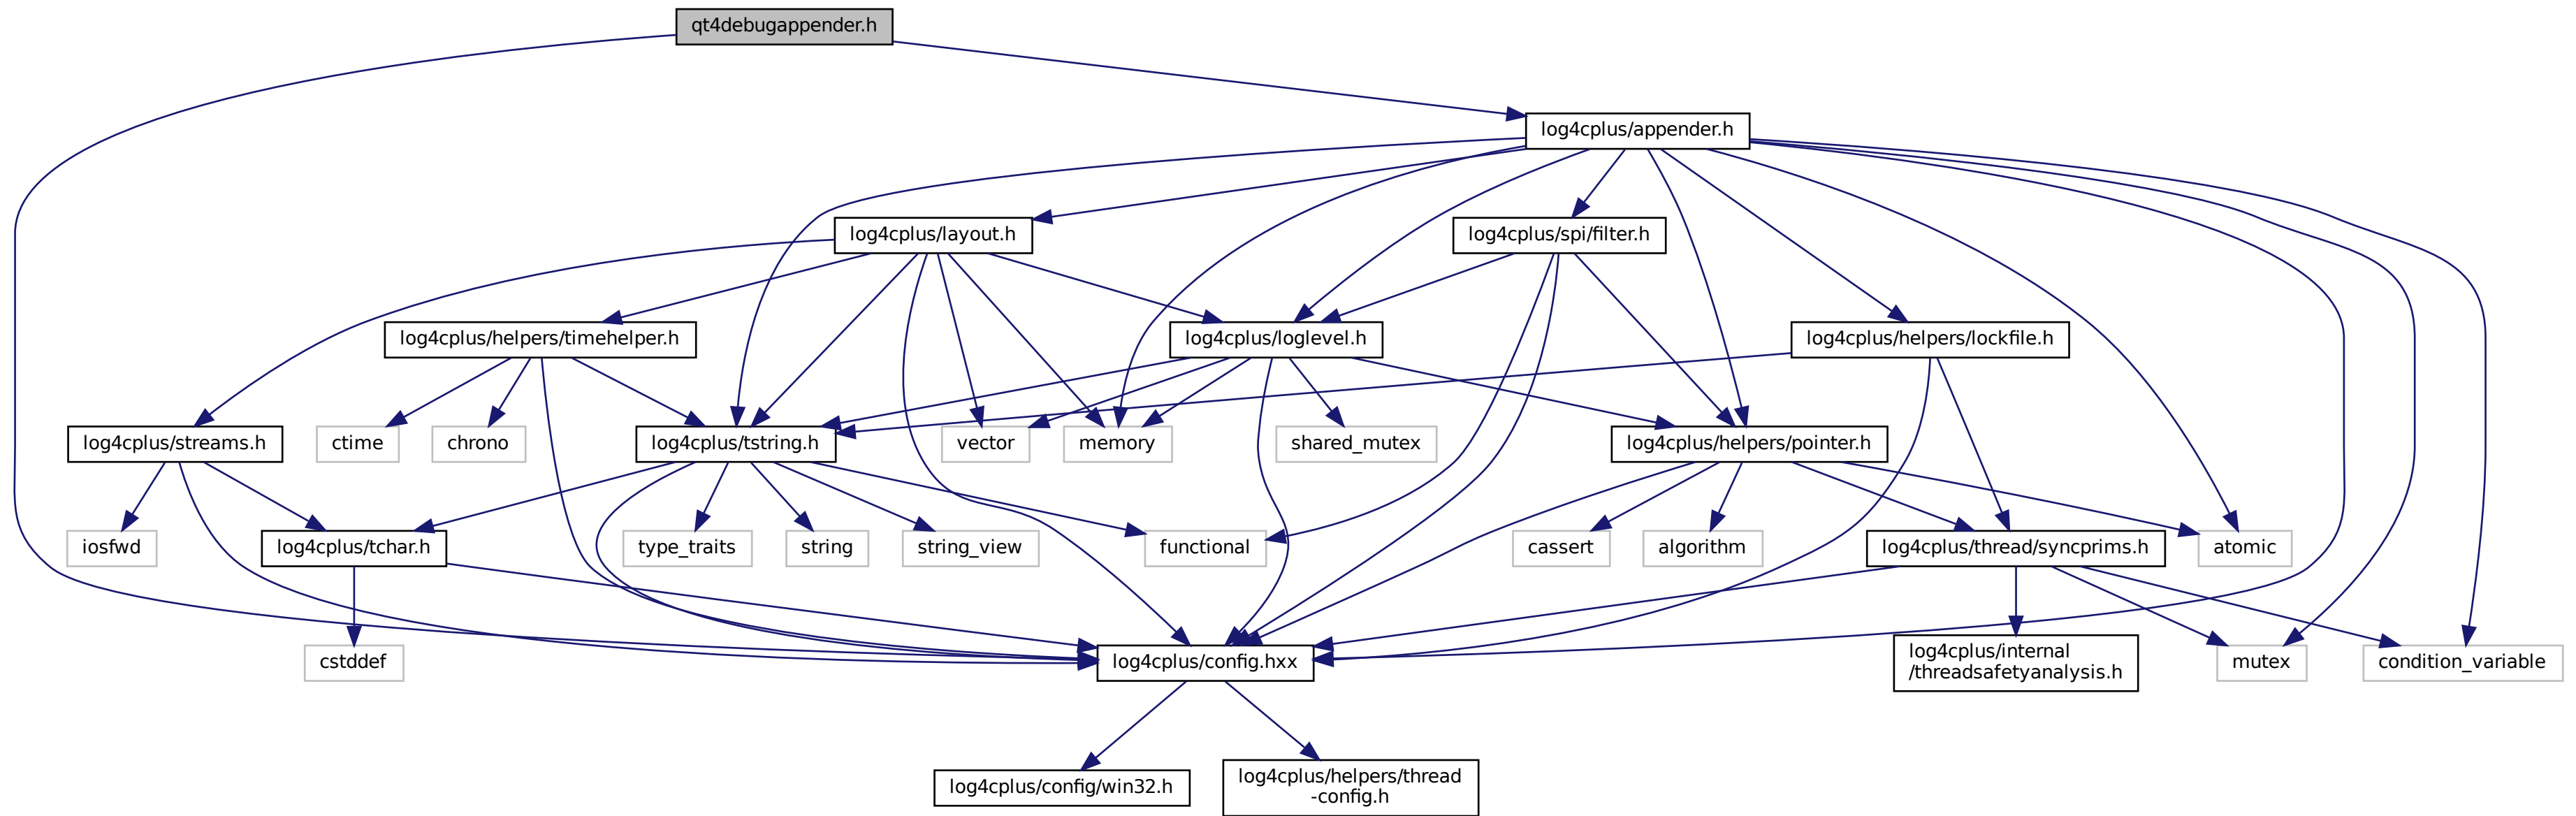 qt4debugappender.h
log4cplus/appender.h
log4cplus/layout.h
log4cplus/spi/filter.h
log4cplus/helpers/timehelper.h
log4cplus/loglevel.h
log4cplus/helpers/lockfile.h
log4cplus/streams.h
ctime
chrono
log4cplus/tstring.h
vector
memory
shared_mutex
log4cplus/helpers/pointer.h
iosfwd
log4cplus/tchar.h
type_traits
string
string_view
functional
cassert
algorithm
log4cplus/thread/syncprims.h
atomic
cstddef
log4cplus/config.hxx
log4cplus/internal
/threadsafetyanalysis.h
mutex
condition_variable
log4cplus/config/win32.h
log4cplus/helpers/thread
-config.h